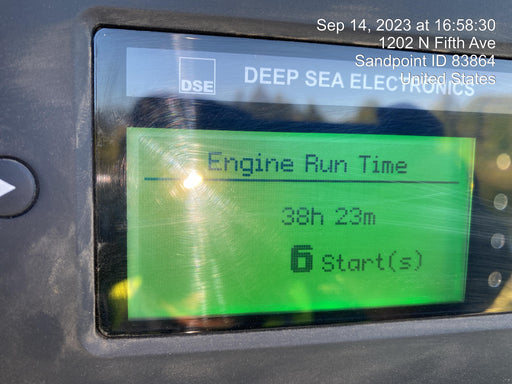 Sep 14, 2023 at 16:58:30
1202 N Fifth Ave
Sandpoint ID 83864
United States
DSE
DEEP SEA ELECTRONICS
Engine Run Time
38h 23m
6 Start(s)